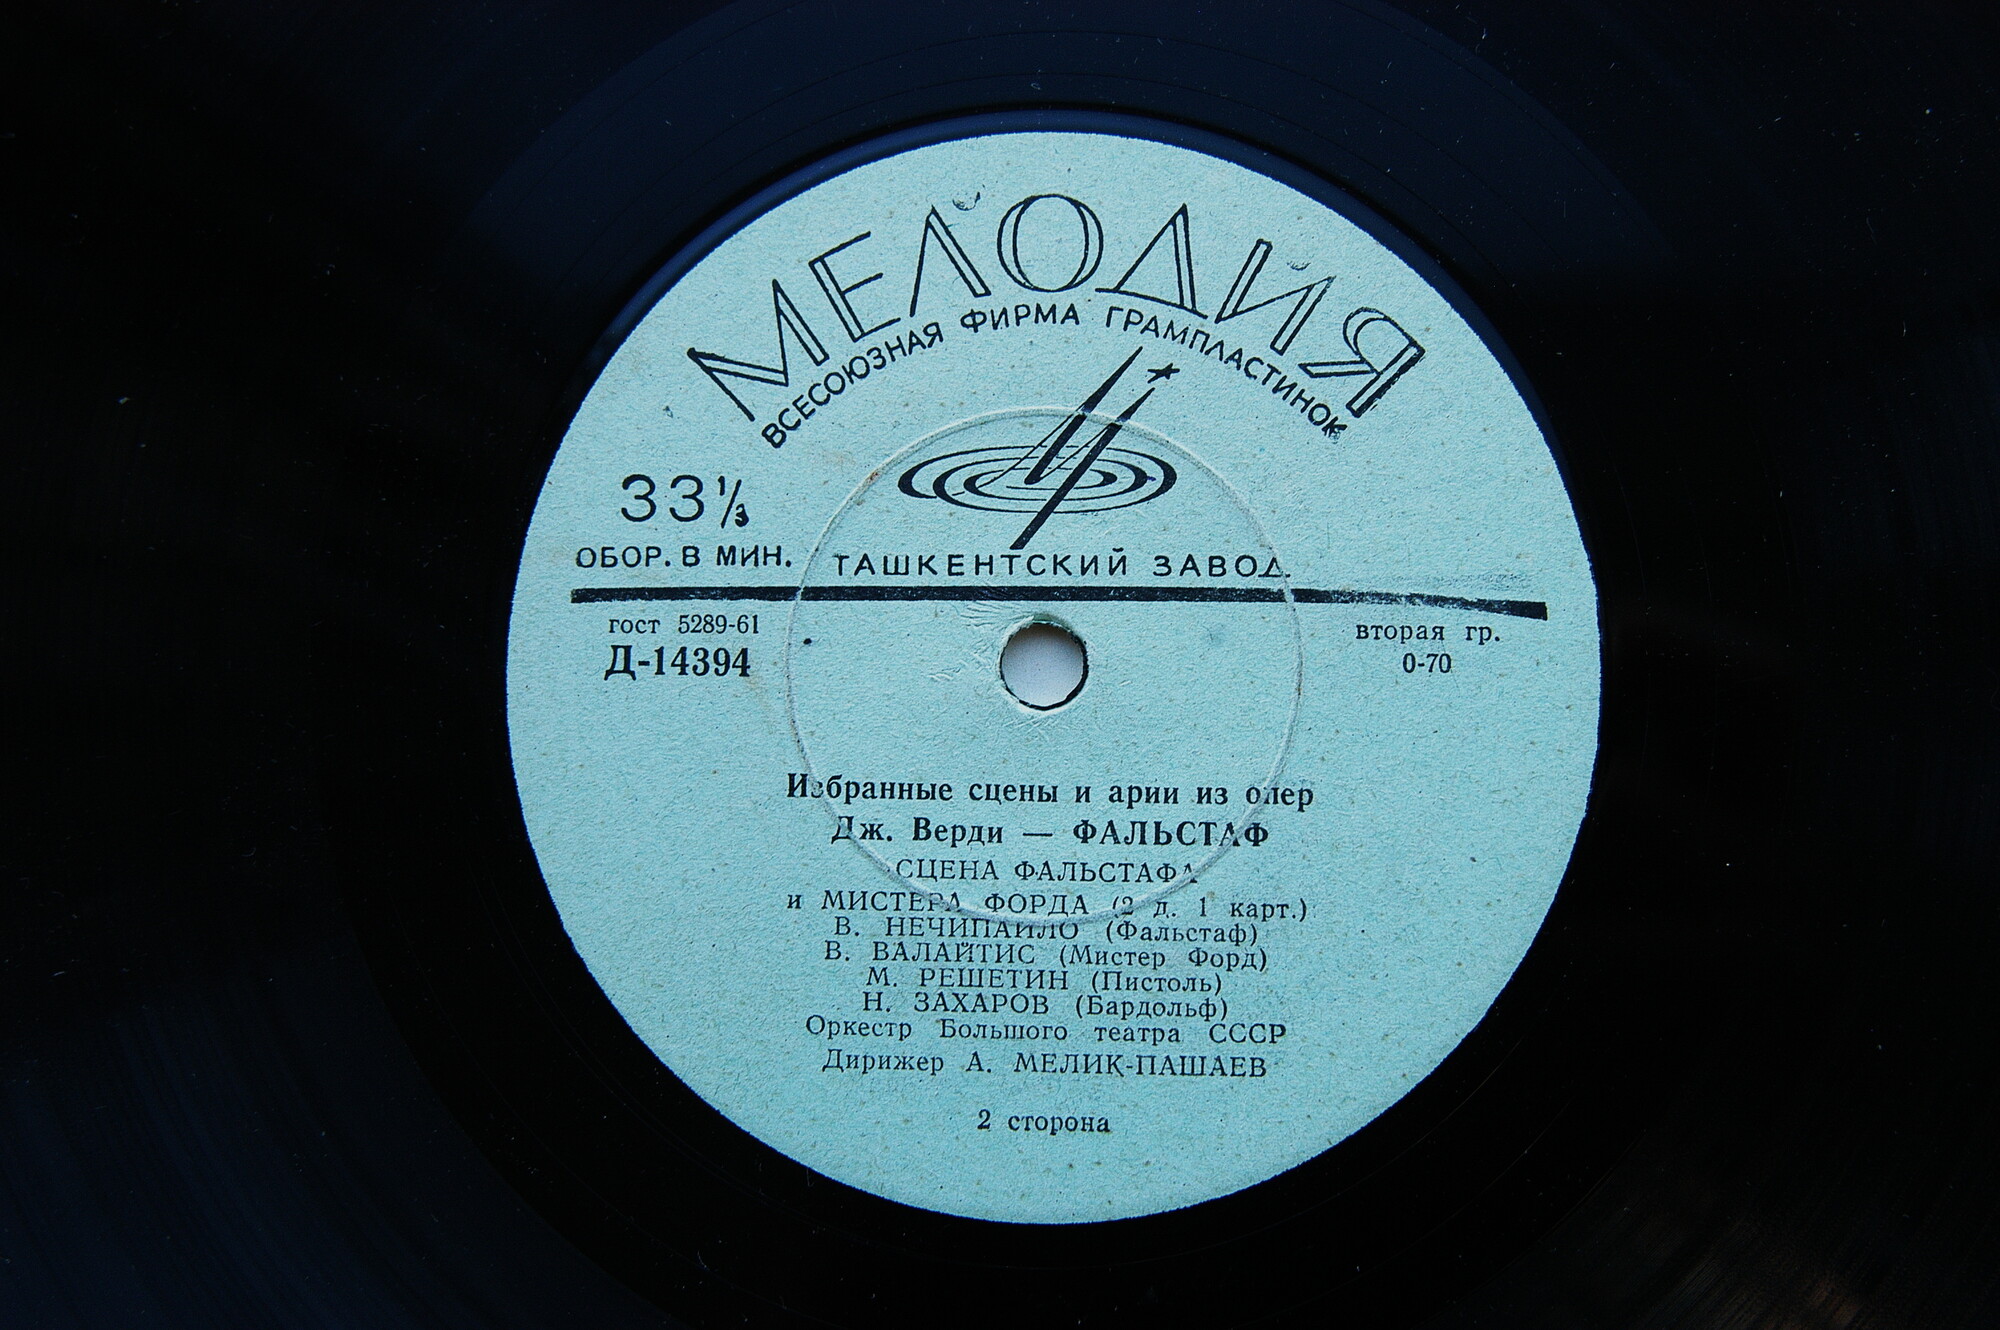 МЕЛОДИЯ
ВСЕСОЮЗНАЯ ФИРМА ГРАМПЛАСТИНОК
33⅓
ОБОР. В МИН.
ТАШКЕНТСКИЙ ЗАВОД
гост 5289-61
Д-14394
вторая гр.
0-70
Избранные сцены и арии из опер
Дж. Верди — ФАЛЬСТАФ
СЦЕНА ФАЛЬСТАФА
и МИСТЕРА ФОРДА (2 д. 1 карт.)
В. НЕЧИПАЙЛО (Фальстаф)
В. ВАЛАЙТИС (Мистер Форд)
М. РЕШЕТИН (Пистоль)
Н. ЗАХАРОВ (Бардольф)
Оркестр Большого театра СССР
Дирижер А. МЕЛИК-ПАШАЕВ
2 сторона